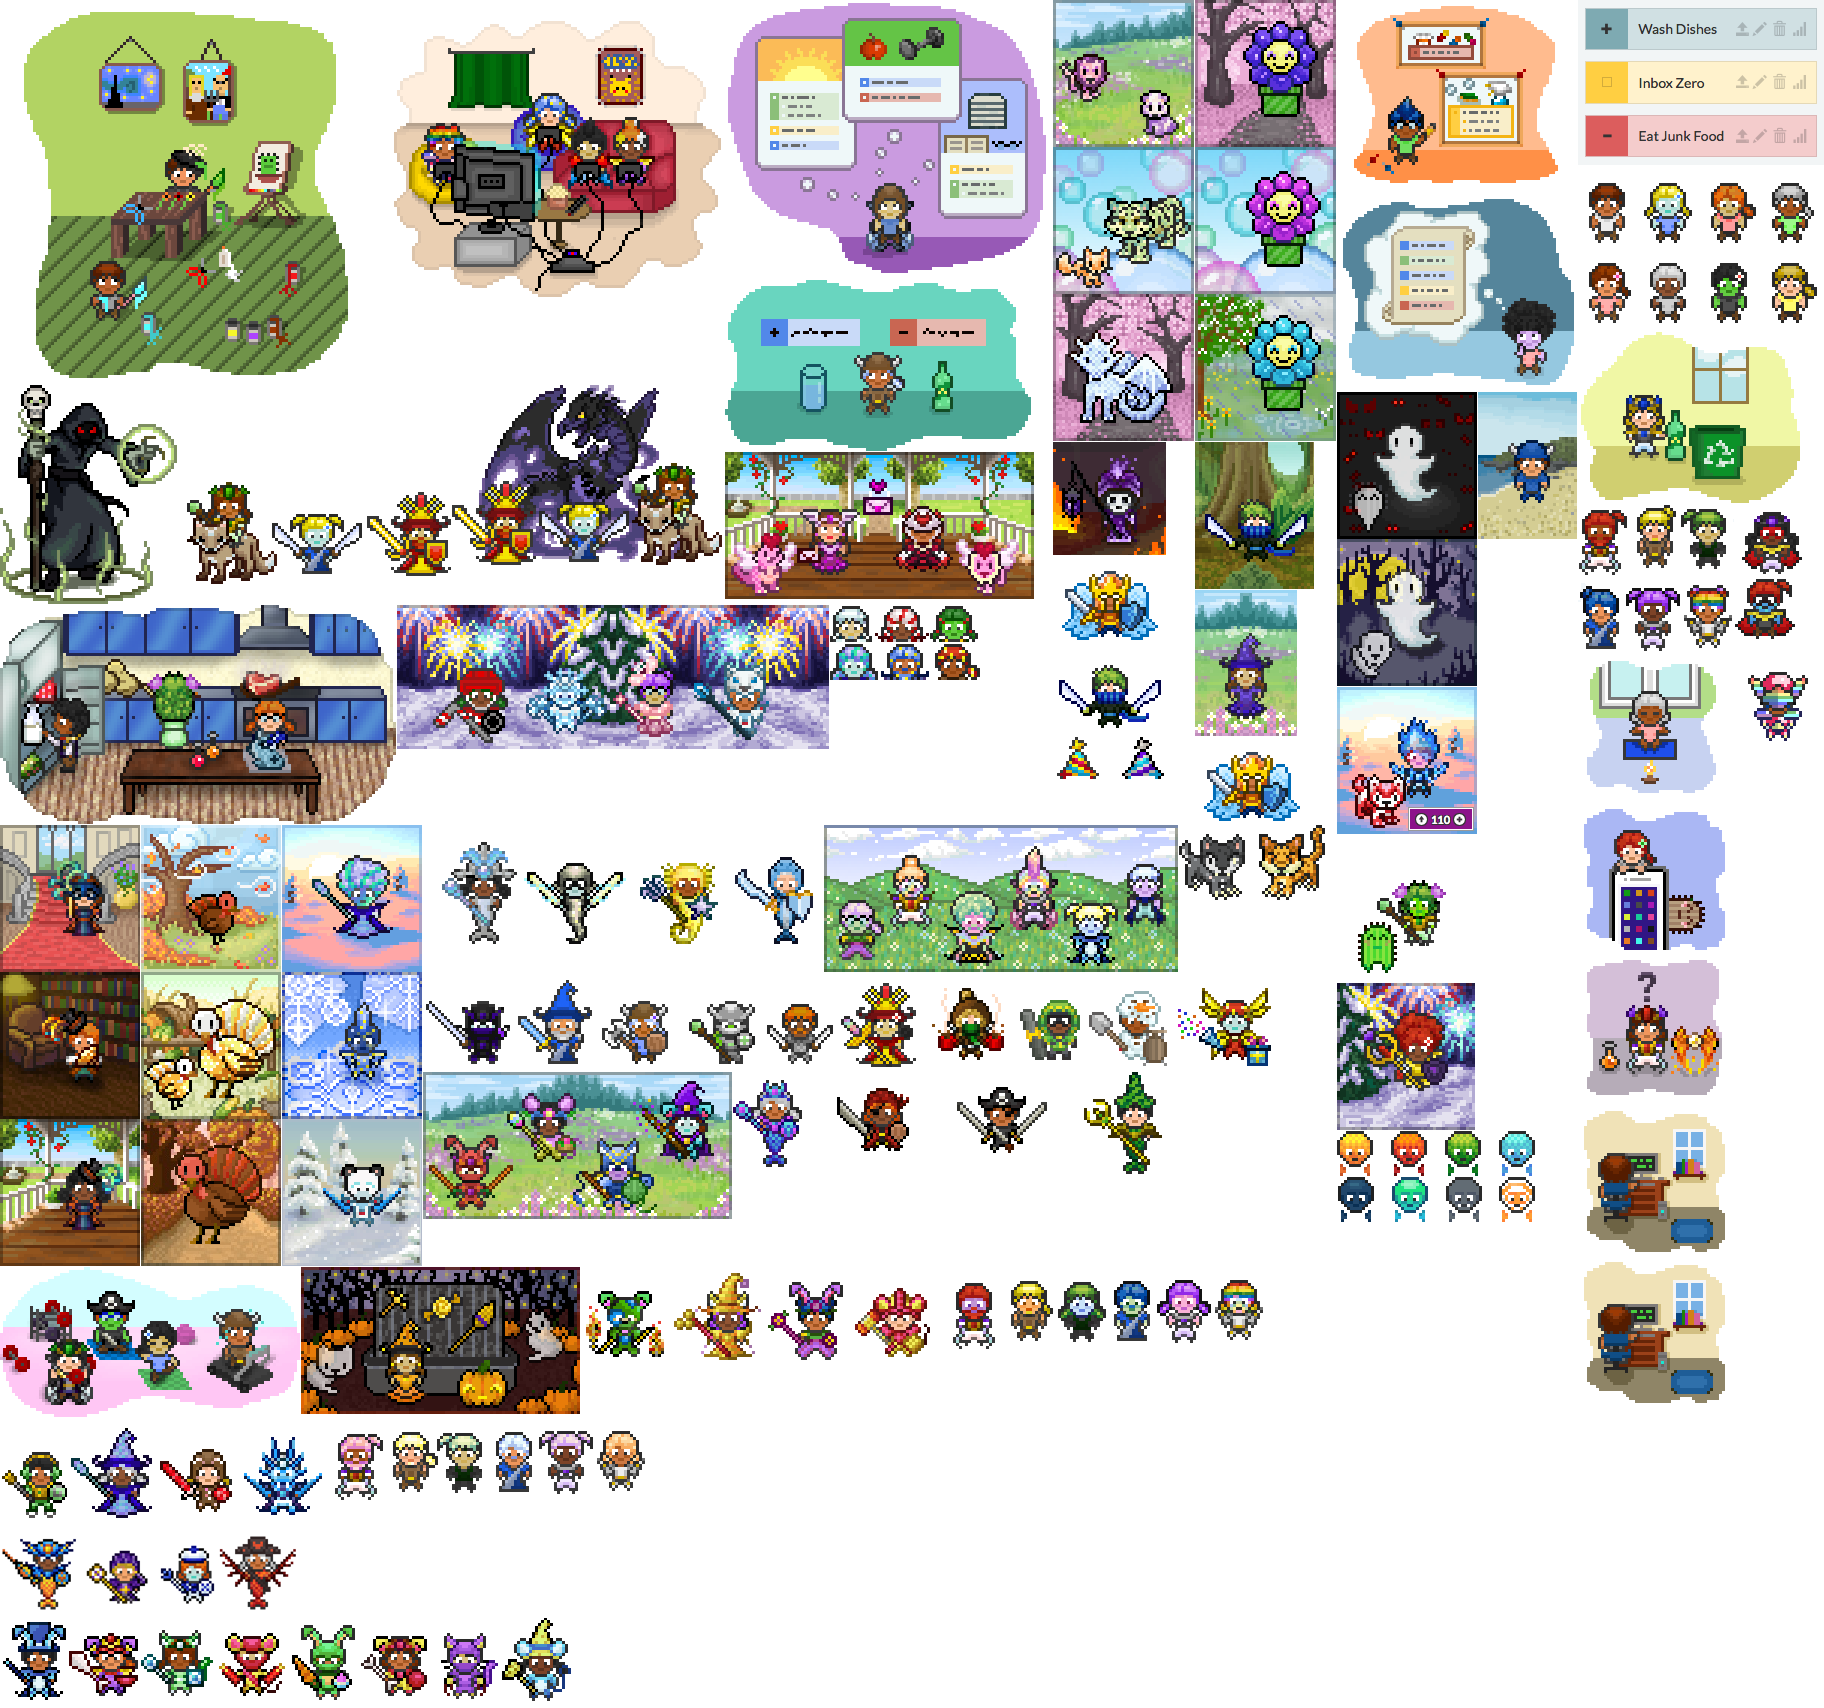 + Wash Dishes
Inbox Zero
- Eat Junk Food
+
-
110
?